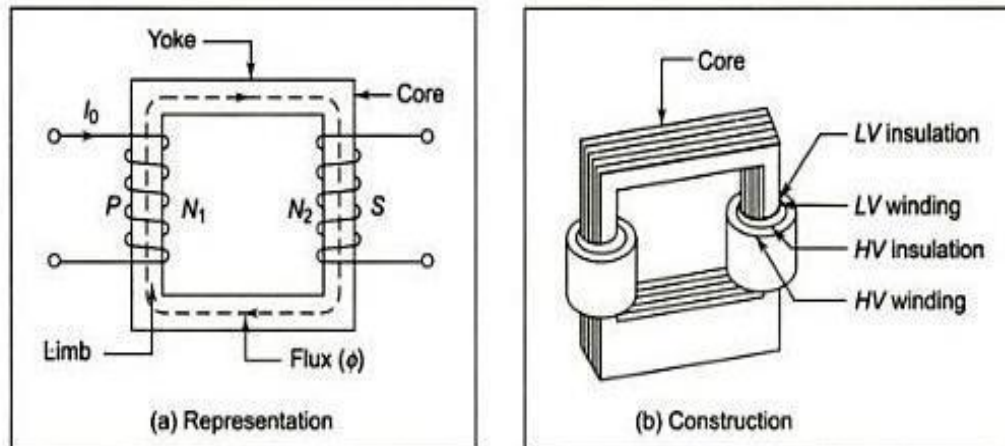 Yoke
Core
I₀
P
N₁
N₂
S
Limb
Flux (ϕ)
(a) Representation
Core
LV insulation
LV winding
HV insulation
HV winding
(b) Construction